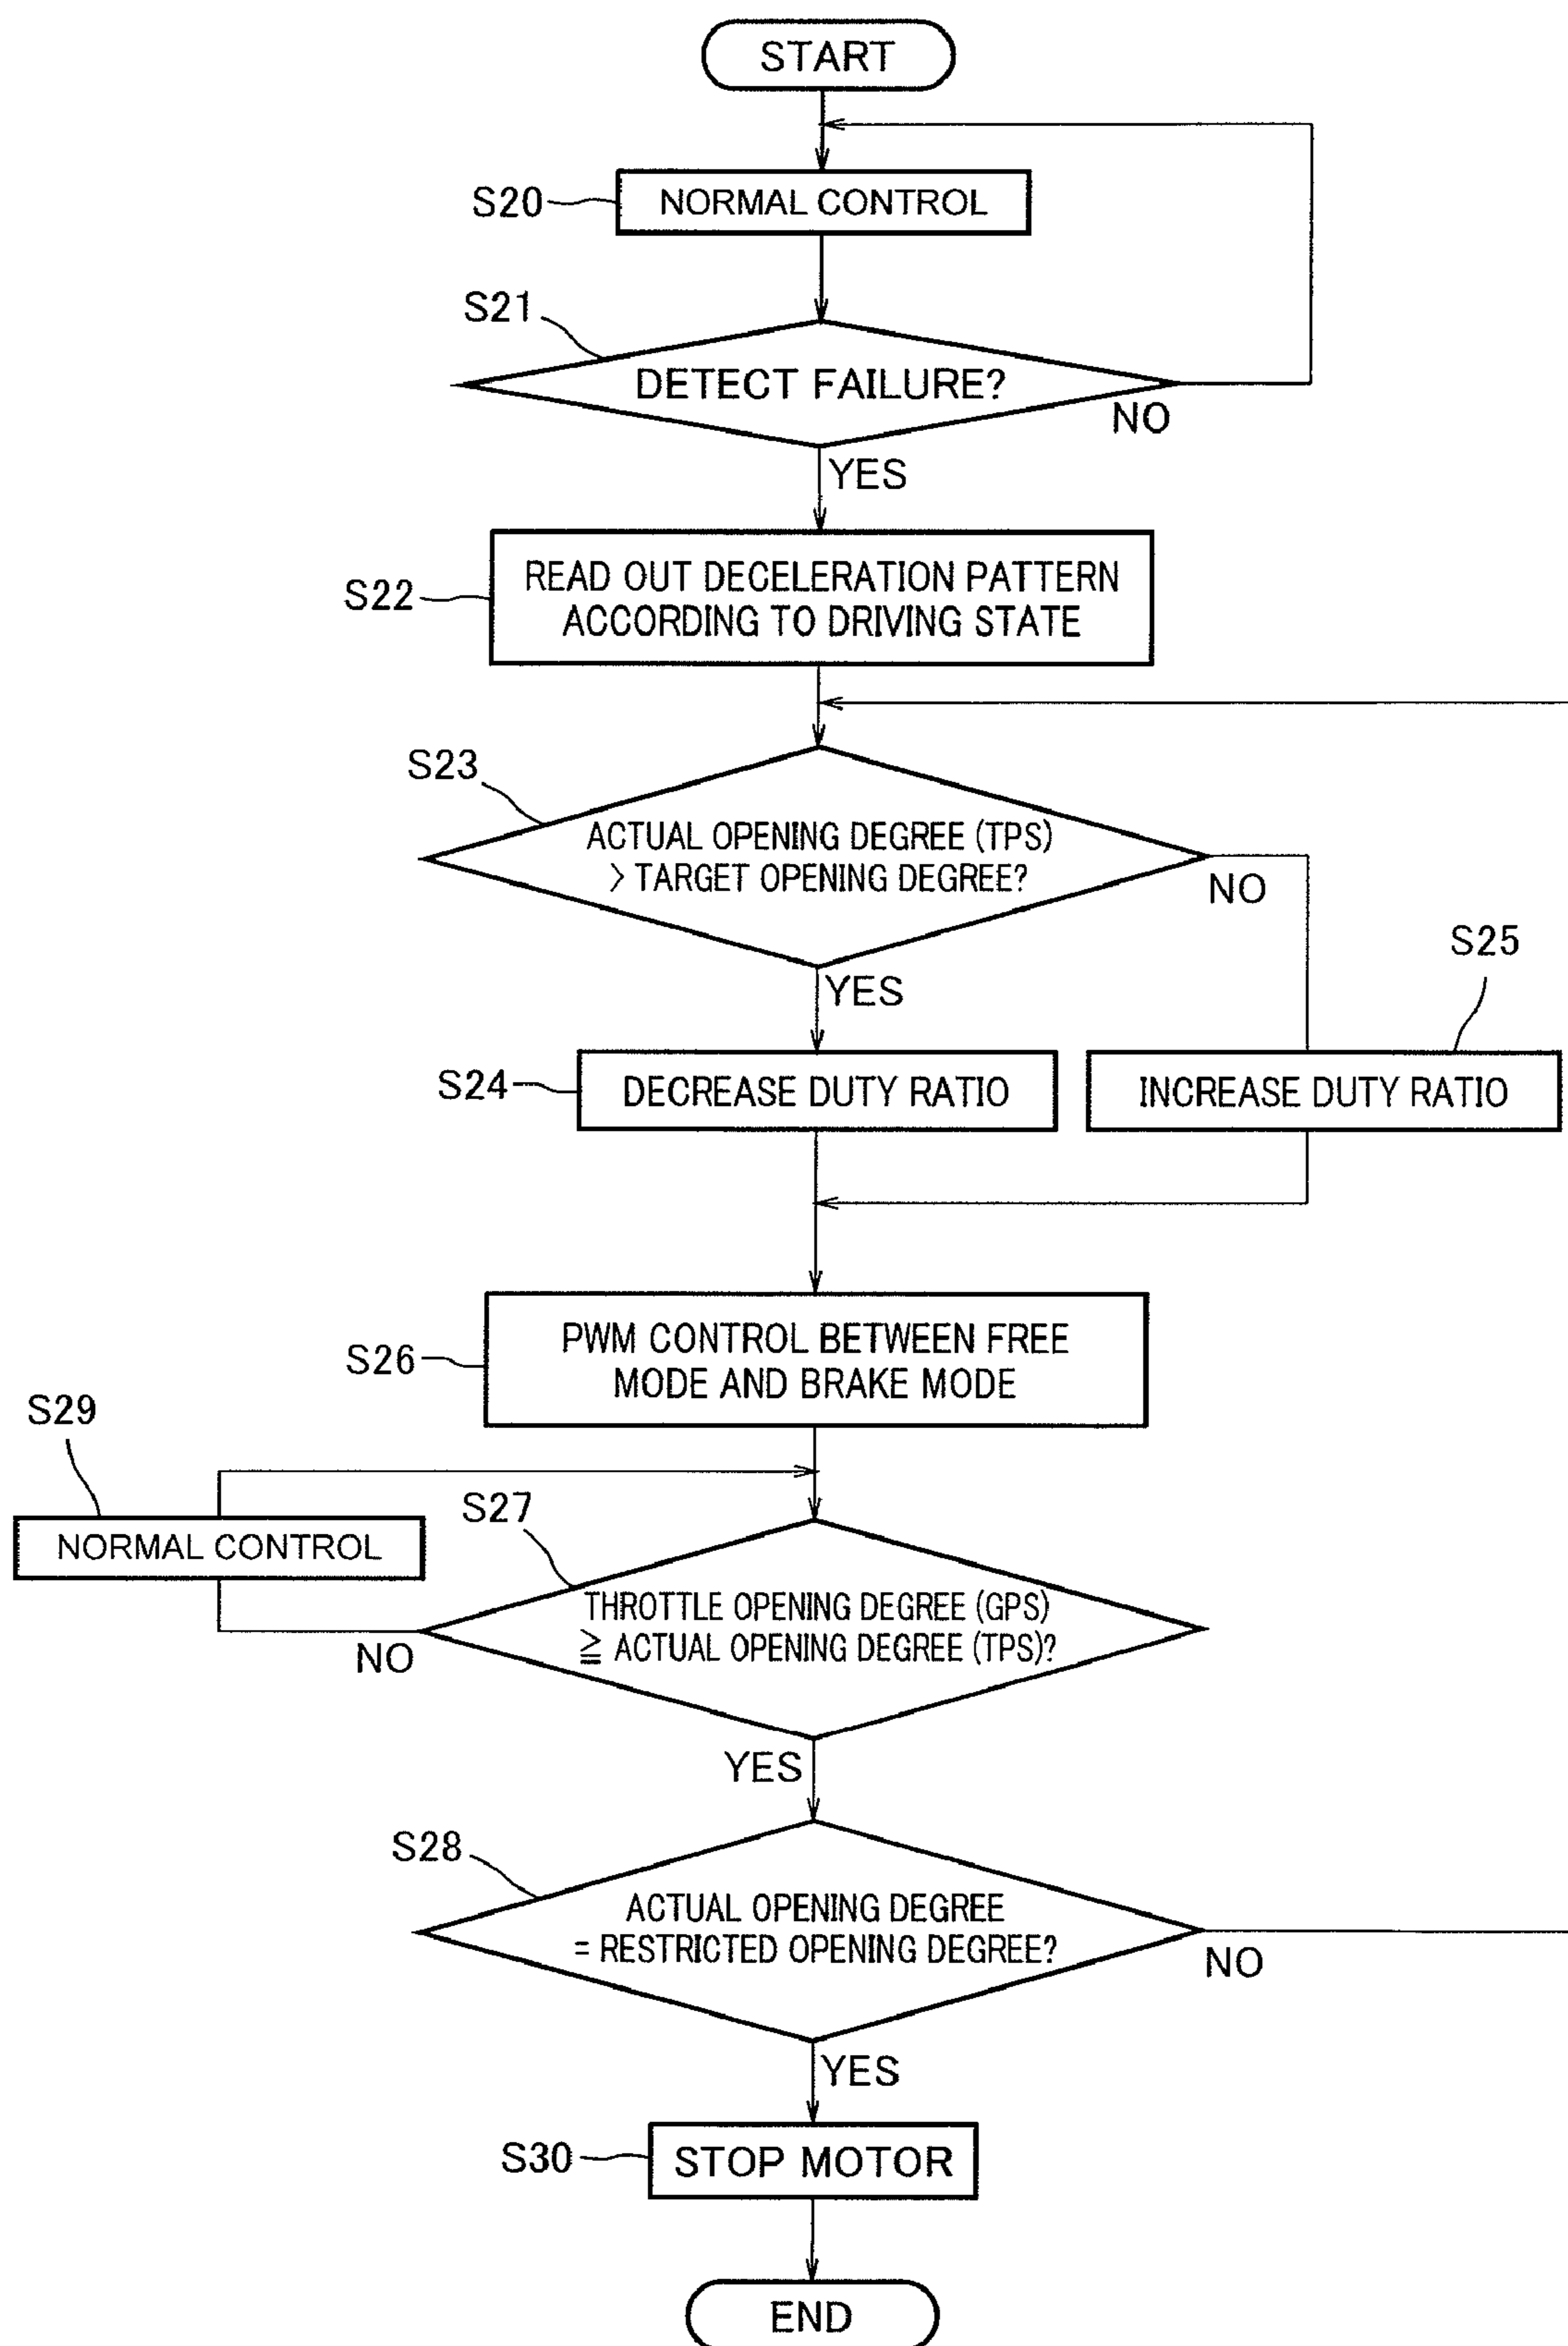 START
S20
NORMAL CONTROL
S21
DETECT FAILURE?
NO
YES
S22
READ OUT DECELERATION PATTERN
ACCORDING TO DRIVING STATE
S23
ACTUAL OPENING DEGREE (TPS)
> TARGET OPENING DEGREE?
NO
YES
S25
S24
DECREASE DUTY RATIO
INCREASE DUTY RATIO
S26
PWM CONTROL BETWEEN FREE
MODE AND BRAKE MODE
S29
NORMAL CONTROL
S27
THROTTLE OPENING DEGREE (GPS)
≧ ACTUAL OPENING DEGREE (TPS)?
NO
YES
S28
ACTUAL OPENING DEGREE
= RESTRICTED OPENING DEGREE?
NO
YES
S30
STOP MOTOR
END